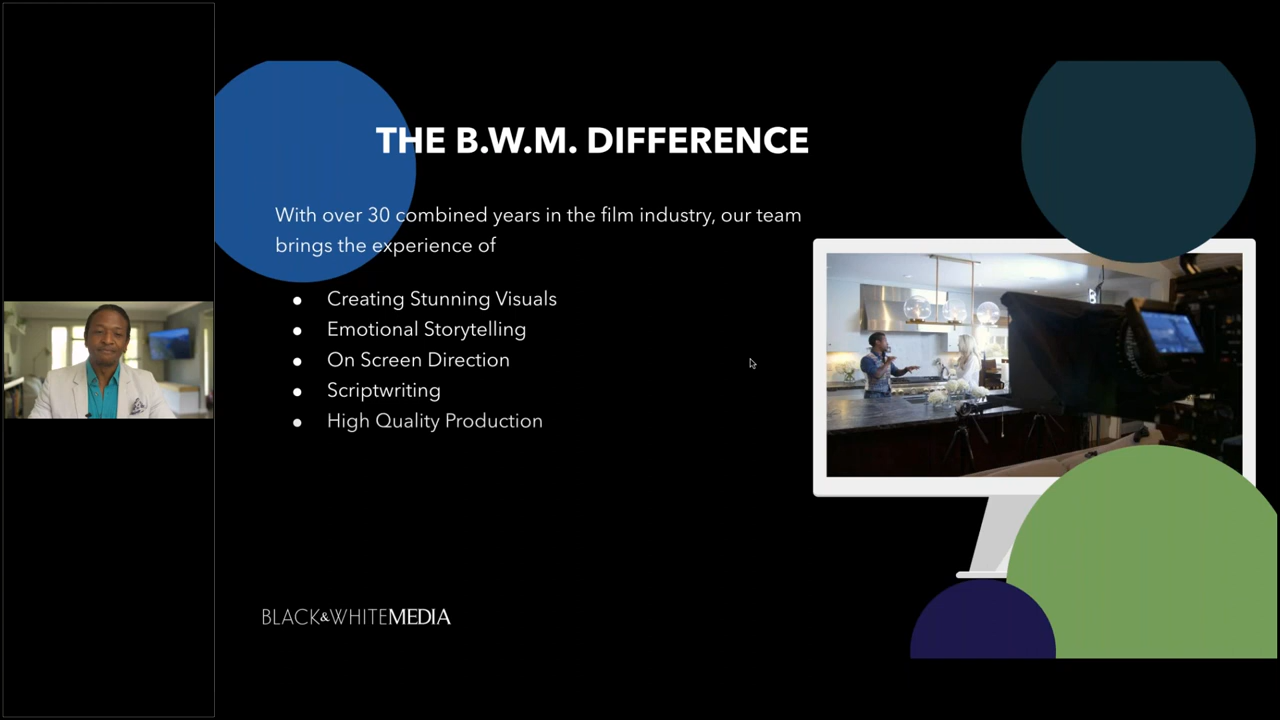 THE B.W.M. DIFFERENCE
With over 30 combined years in the film industry, our team
brings the experience of
● Creating Stunning Visuals
● Emotional Storytelling
● On Screen Direction
● Scriptwriting
● High Quality Production
BLACK&WHITEMEDIA